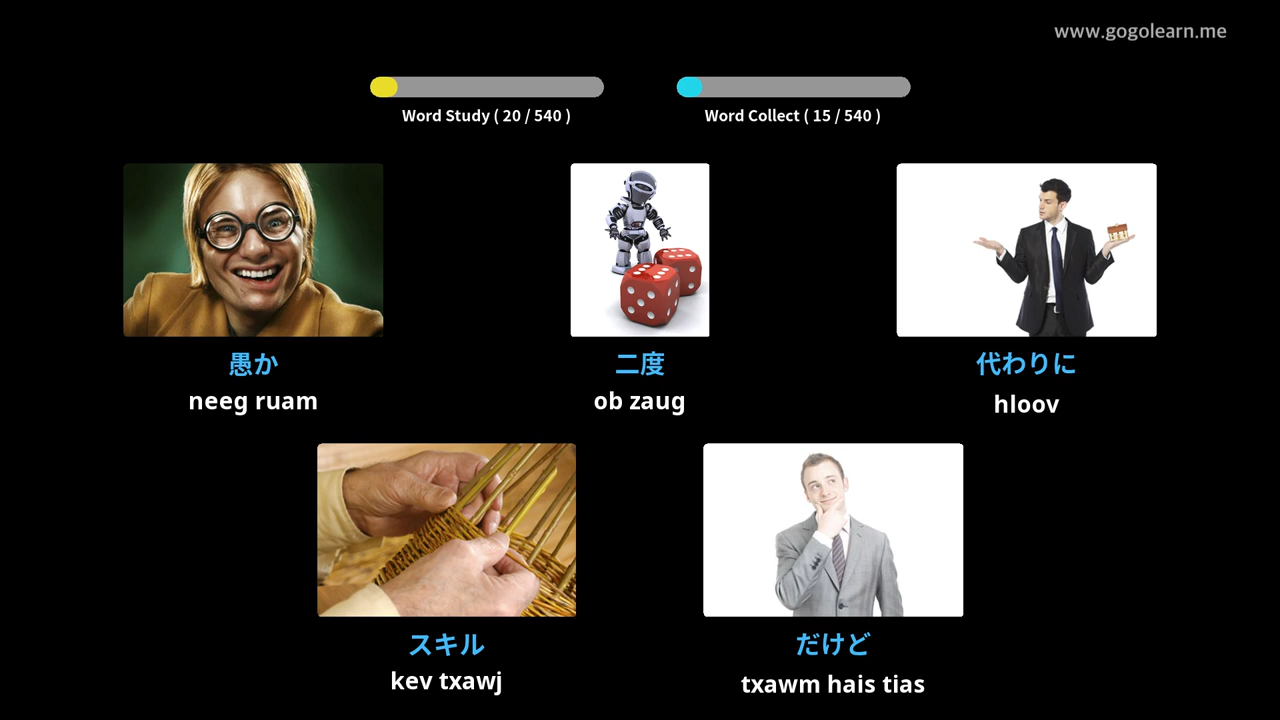 www.gogolearn.me
Word Study ( 20 / 540 )
Word Collect ( 15 / 540 )
愚か
neeg ruam
二度
ob zaug
代わりに
hloov
スキル
kev txawj
だけど
txawm hais tias